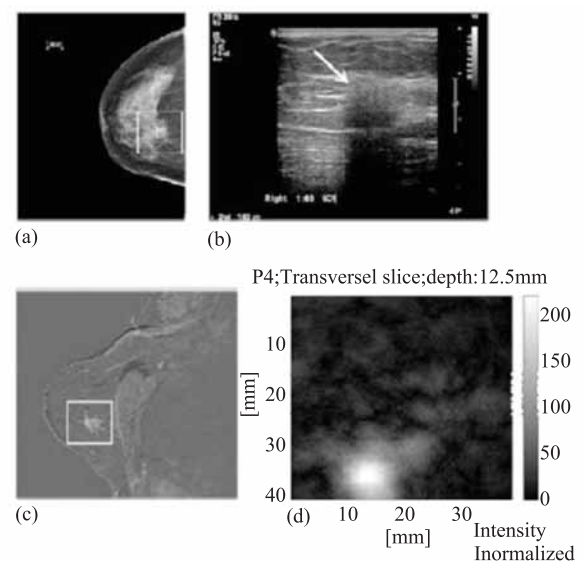 (a)
(b)
P4;Transversel slice;depth:12.5mm
200
150
100
50
0
10
20
30
40
[mm]
10
20
30
[mm]
(c)
(d)
Intensity
Inormalized